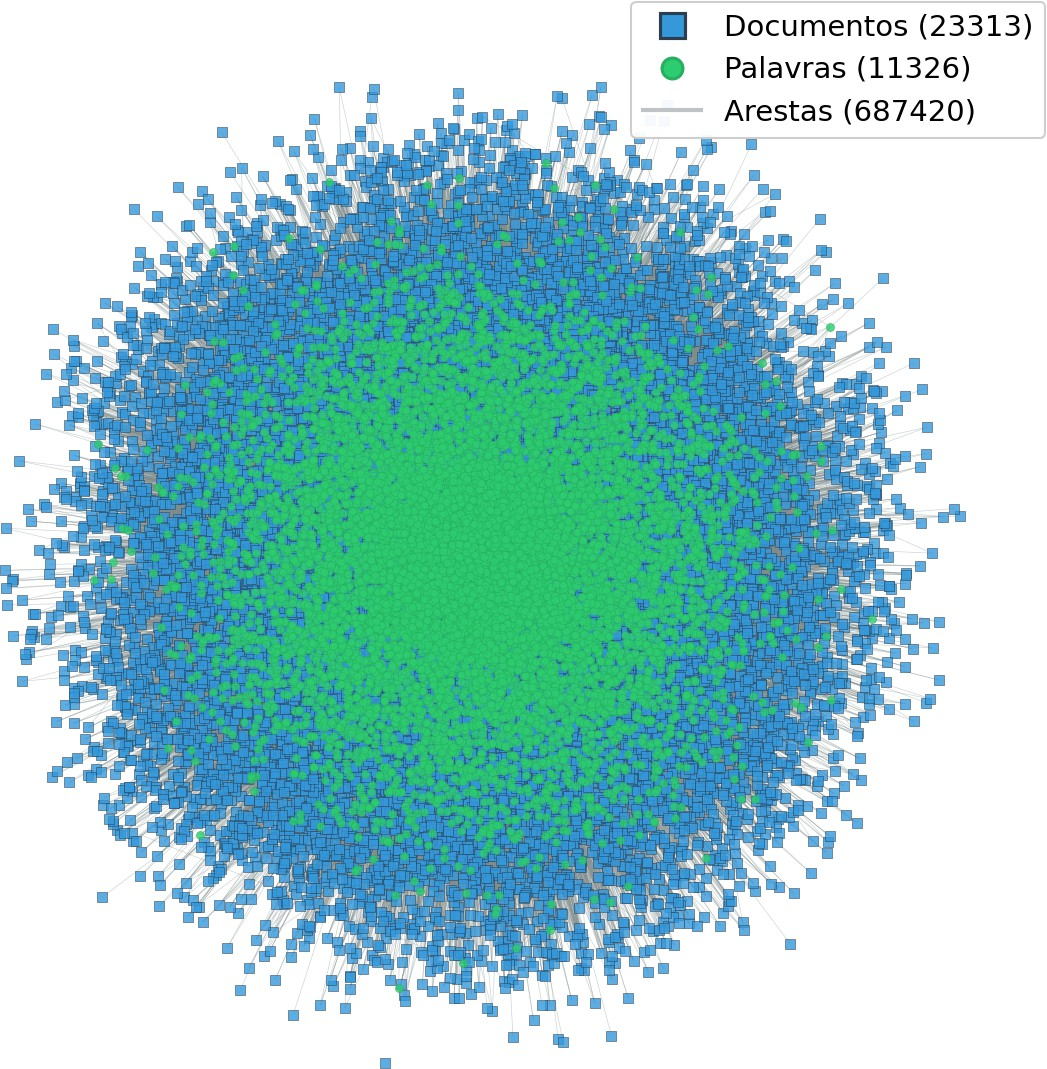 Documentos (23313)
Palavras (11326)
Arestas (687420)